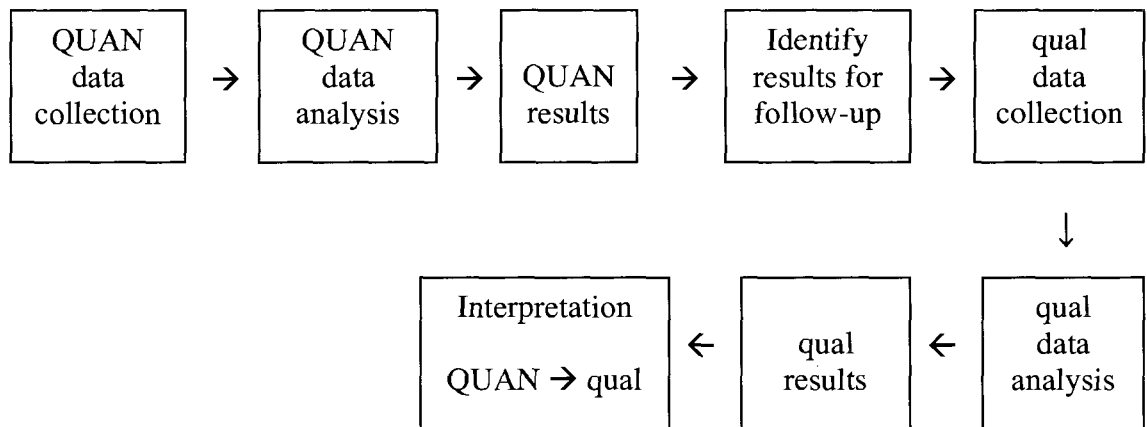 QUAN
data
collection
→
QUAN
data
analysis
→
QUAN
results
→
Identify
results for
follow-up
→
qual
data
collection
↓
qual
data
analysis
←
qual
results
←
Interpretation
QUAN → qual